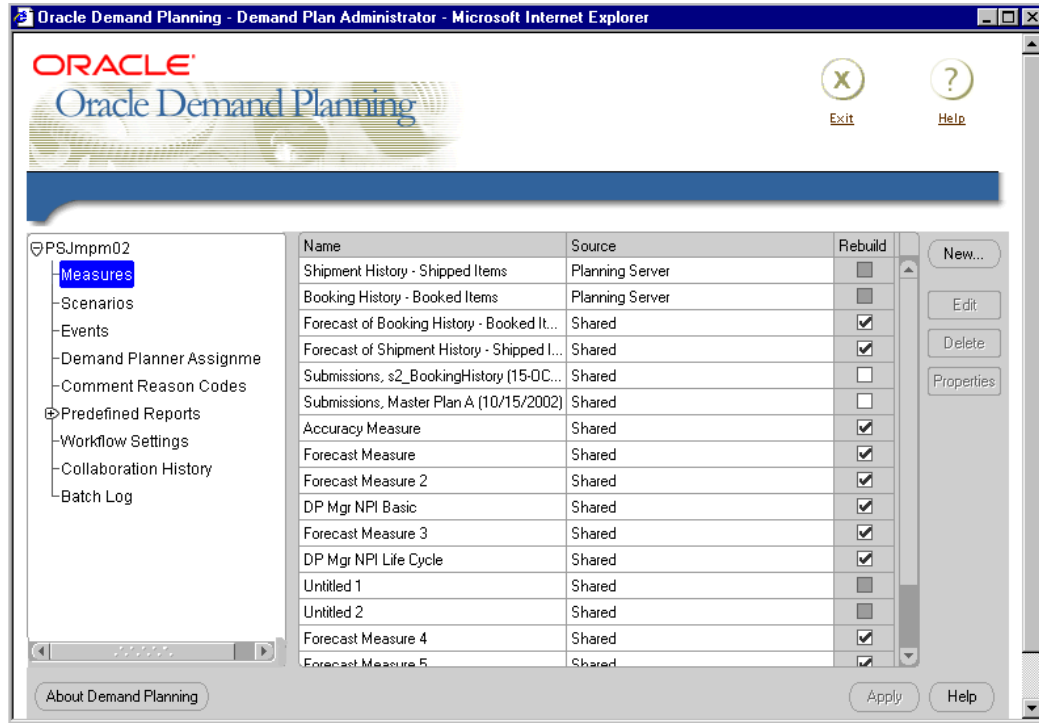 Oracle Demand Planning - Demand Plan Administrator - Microsoft Internet Explorer
ORACLE
Oracle Demand Planning
X
Exit
?
Help
PSJmpm02
Measures
Scenarios
Events
Demand Planner Assignme
Comment Reason Codes
Predefined Reports
Workflow Settings
Collaboration History
Batch Log
Name Source Rebuild
Shipment History - Shipped Items Planning Server
Booking History - Booked Items Planning Server
Forecast of Booking History - Booked It... Shared
Forecast of Shipment History - Shipped I... Shared
Submissions, s2_BookingHistory (15-OC... Shared
Submissions, Master Plan A (10/15/2002) Shared
Accuracy Measure Shared
Forecast Measure Shared
Forecast Measure 2 Shared
DP Mgr NPI Basic Shared
Forecast Measure 3 Shared
DP Mgr NPI Life Cycle Shared
Untitled 1 Shared
Untitled 2 Shared
Forecast Measure 4 Shared
Forecast Measure 5 Shared
New...
Edit
Delete
Properties
About Demand Planning
Apply
Help